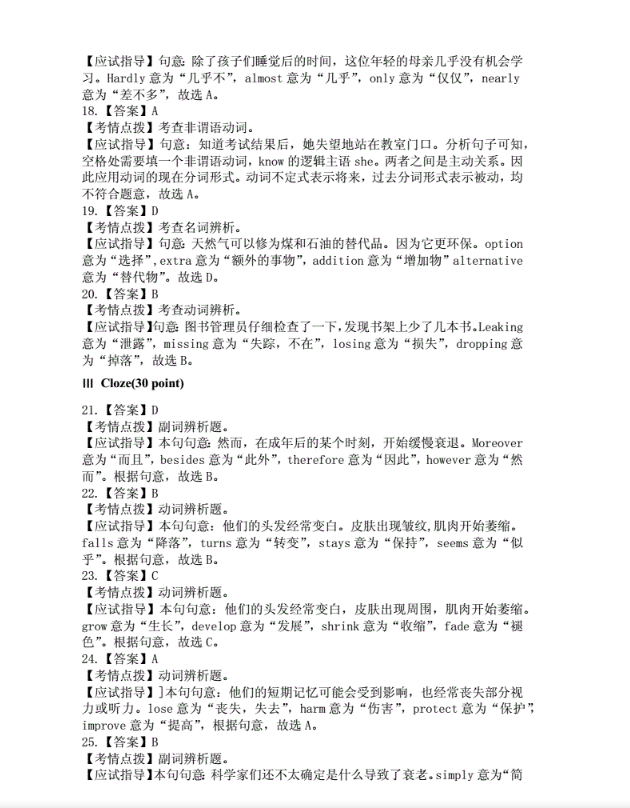 【应试指导】句意：除了孩子们睡觉后的时间，这位年轻的母亲几乎没有机会学
习。Hardly 意为“几乎不”，almost 意为“几乎”，only 意为“仅仅”，nearly
意为“差不多”，故选 A。
18.【答案】A
【考情点拨】考查非谓语动词。
【应试指导】句意：知道考试结果后，她失望地站在教室门口。分析句子可知，
空格处需要填一个非谓语动词，know 的逻辑主语 she。两者之间是主动关系。因
此应用动词的现在分词形式。动词不定式表示将来，过去分词形式表示被动，均
不符合题意，故选 A。
19.【答案】D
【考情点拨】考查名词辨析。
【应试指导】句意：天然气可以修为煤和石油的替代品。因为它更环保。option
意为“选择”,extra 意为“额外的事物”，addition 意为“增加物”alternative
意为“替代物”。故选 D。
20.【答案】B
【考情点拨】考查动词辨析。
【应试指导】句意：图书管理员仔细检查了一下，发现书架上少了几本书。Leaking
意为“泄露”，missing 意为“失踪，不在”，losing 意为“损失”，dropping 意
为“掉落”，故选 B。
III Cloze(30 point)
21.【答案】D
【考情点拨】副词辨析题。
【应试指导】本句句意：然而，在成年后的某个时刻，开始缓慢衰退。Moreover
意为“而且”，besides 意为“此外”，therefore 意为“因此”，however 意为“然
而”。根据句意，故选 B。
22.【答案】B
【考情点拨】动词辨析题。
【应试指导】本句句意：他们的头发经常变白。皮肤出现皱纹,肌肉开始萎缩。
falls 意为“降落”，turns 意为“转变”，stays 意为“保持”，seems 意为“似
乎”。根据句意，故选 B。
23.【答案】C
【考情点拨】动词辨析题。
【应试指导】本句句意：他们的头发经常变白，皮肤出现周围，肌肉开始萎缩。
grow 意为“生长”，develop 意为“发展”，shrink 意为“收缩”，fade 意为“褪
色”。根据句意，故选 C。
24.【答案】A
【考情点拨】动词辨析题。
【应试指导】]本句句意：他们的短期记忆可能会受到影响，也经常丧失部分视
力或听力。lose 意为“丧失，失去”，harm 意为“伤害”，protect 意为“保护”，
improve 意为“提高”，根据句意，故选 A。
25.【答案】B
【考情点拨】副词辨析题。
【应试指导】本句句意：科学家们还不太确定是什么导致了衰老。simply 意为“简